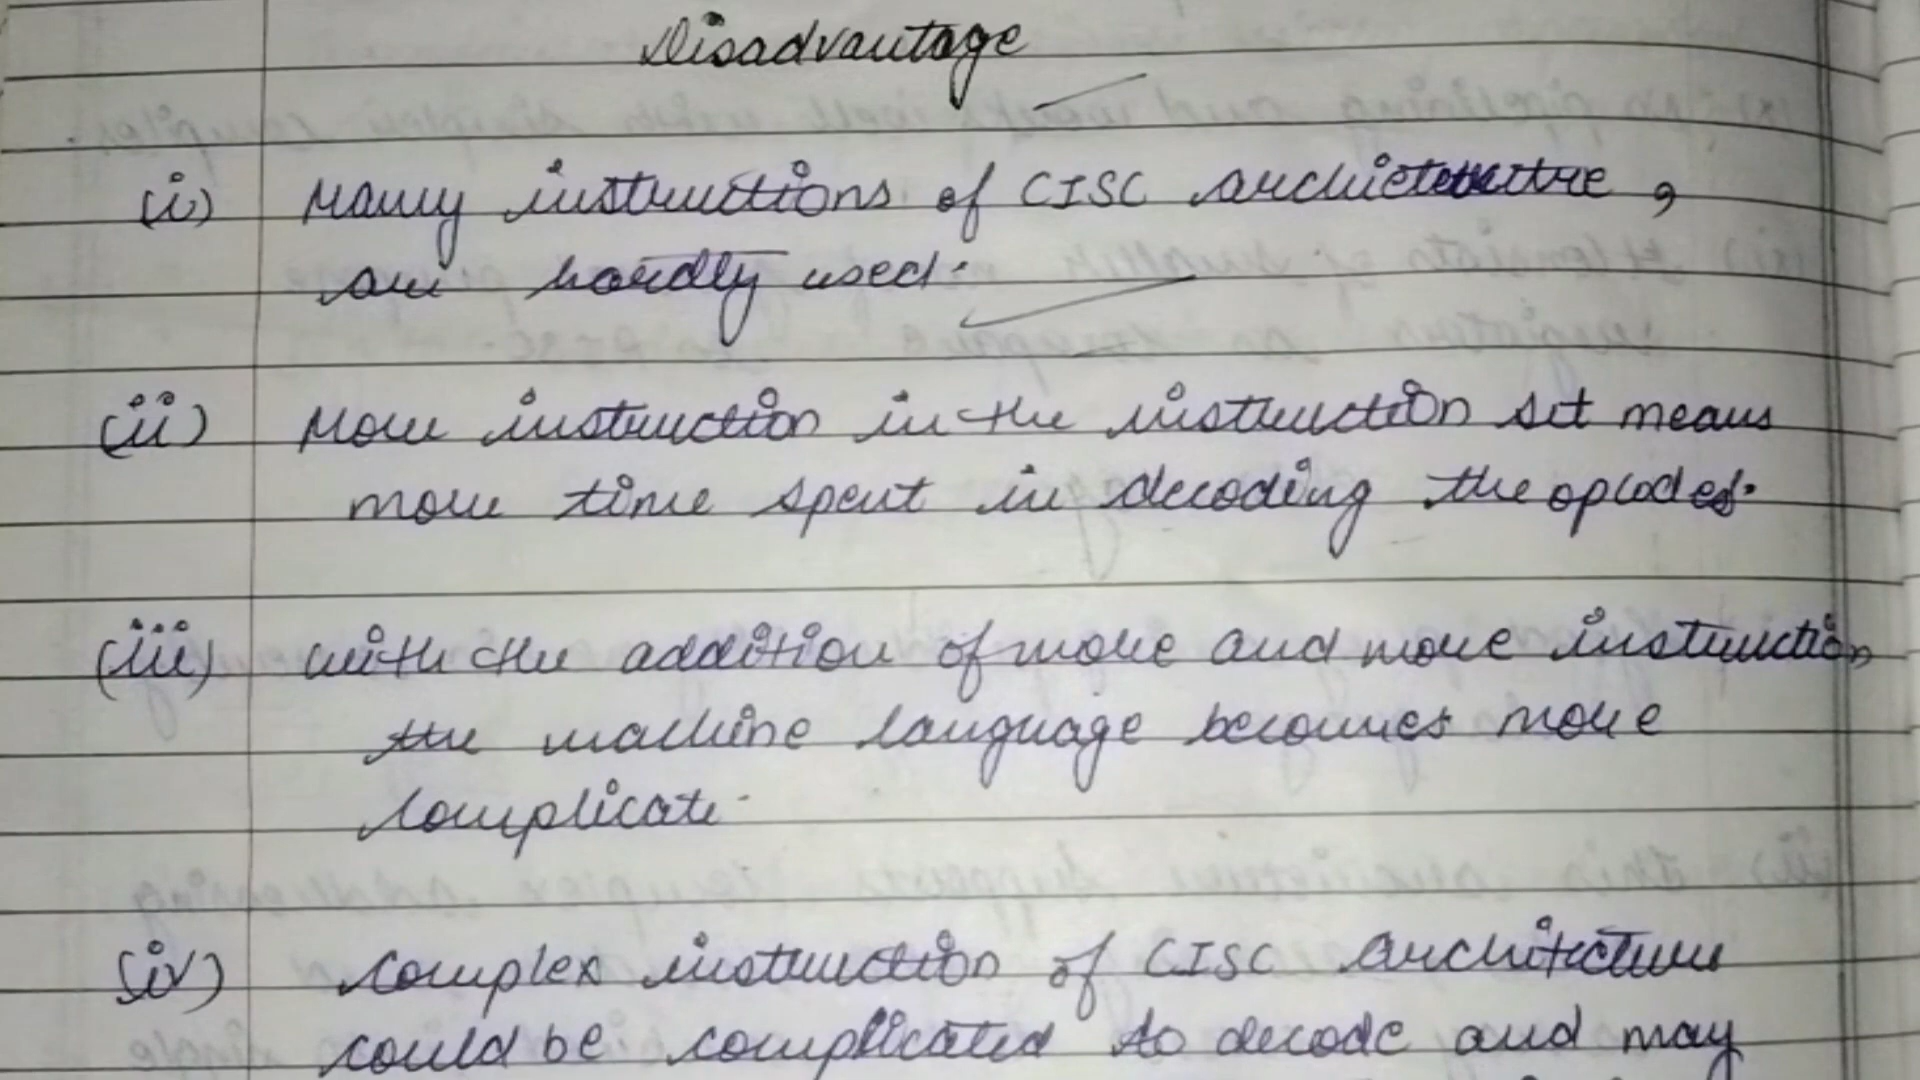 Disadvantage
(i) Many instructions of CISC architeture,
are hardly used.
(ii) More instruction in the instruction set means
more time spent in decoding the opcodes.
(iii) with the addition of more and more instruction
the machine language becomes more
complicate.
(iv) complex instruction of CISC architecture
could be complicated to decode and may